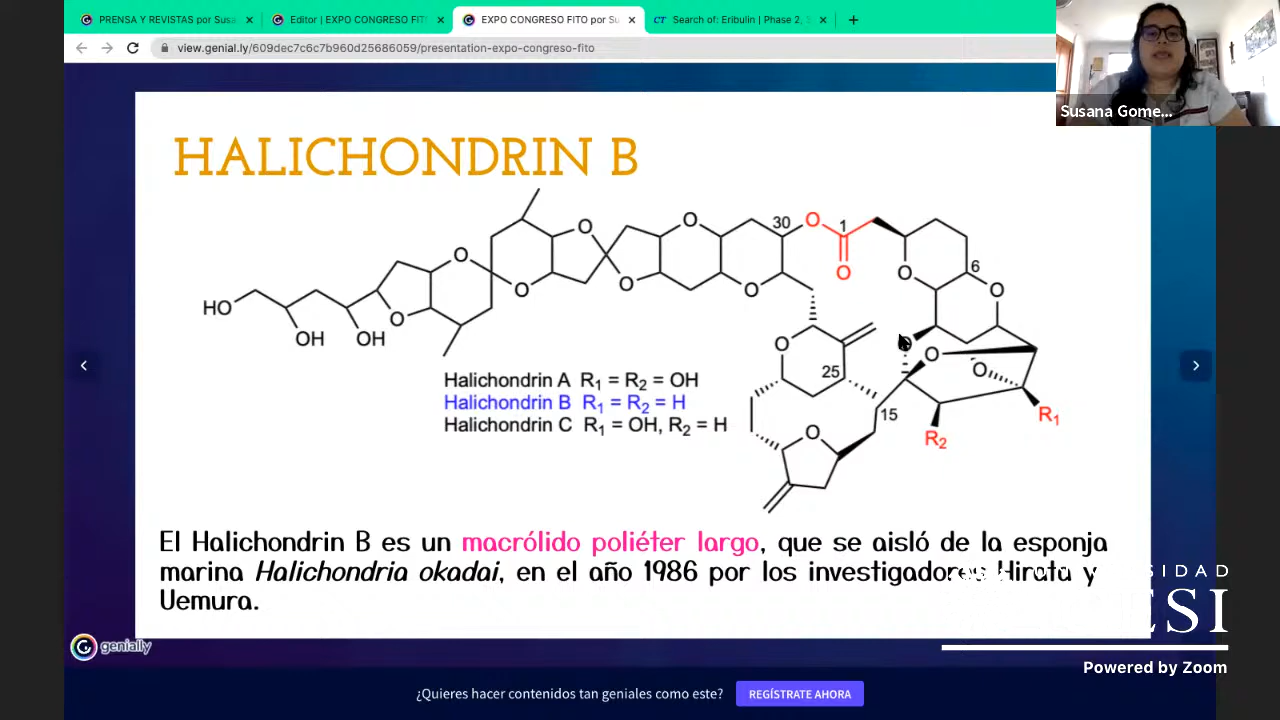 PRENSA Y REVISTAS por Susa
Editor | EXPO CONGRESO FIT
EXPO CONGRESO FITO por Su
CT Search of: Eribulin | Phase 2, 3
view.genial.ly/609dec7c6c7b960d25686059/presentation-expo-congreso-fito
Susana Gome...
HALICHONDRIN B
O
O
30
O
1
O
O
O
O
O
O
O
O
6
O
HO
OH
OH
O
O
O
O
O
25
15
O
R1
R2
Halichondrin A R1 = R2 = OH
Halichondrin B R1 = R2 = H
Halichondrin C R1 = OH, R2 = H
El Halichondrin B es un macrólido poliéter largo, que se aisló de la esponja
marina Halichondria okadai, en el año 1986 por los investigadores Hirata y
Uemura.
genially
Powered by Zoom
¿Quieres hacer contenidos tan geniales como este?
REGÍSTRATE AHORA